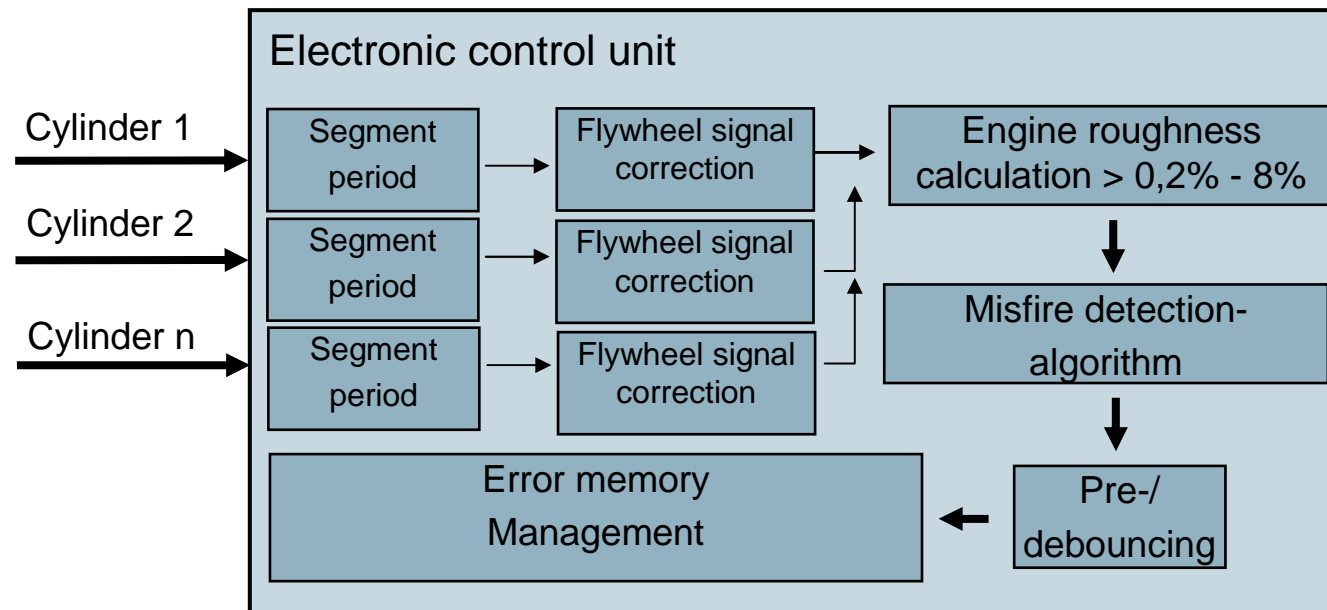 Electronic control unit
Cylinder 1
Segment
period
Flywheel signal
correction
Engine roughness
calculation > 0,2% - 8%
Cylinder 2
Segment
period
Flywheel signal
correction
Misfire detection-
algorithm
Cylinder n
Segment
period
Flywheel signal
correction
Error memory
Management
Pre-/
debouncing